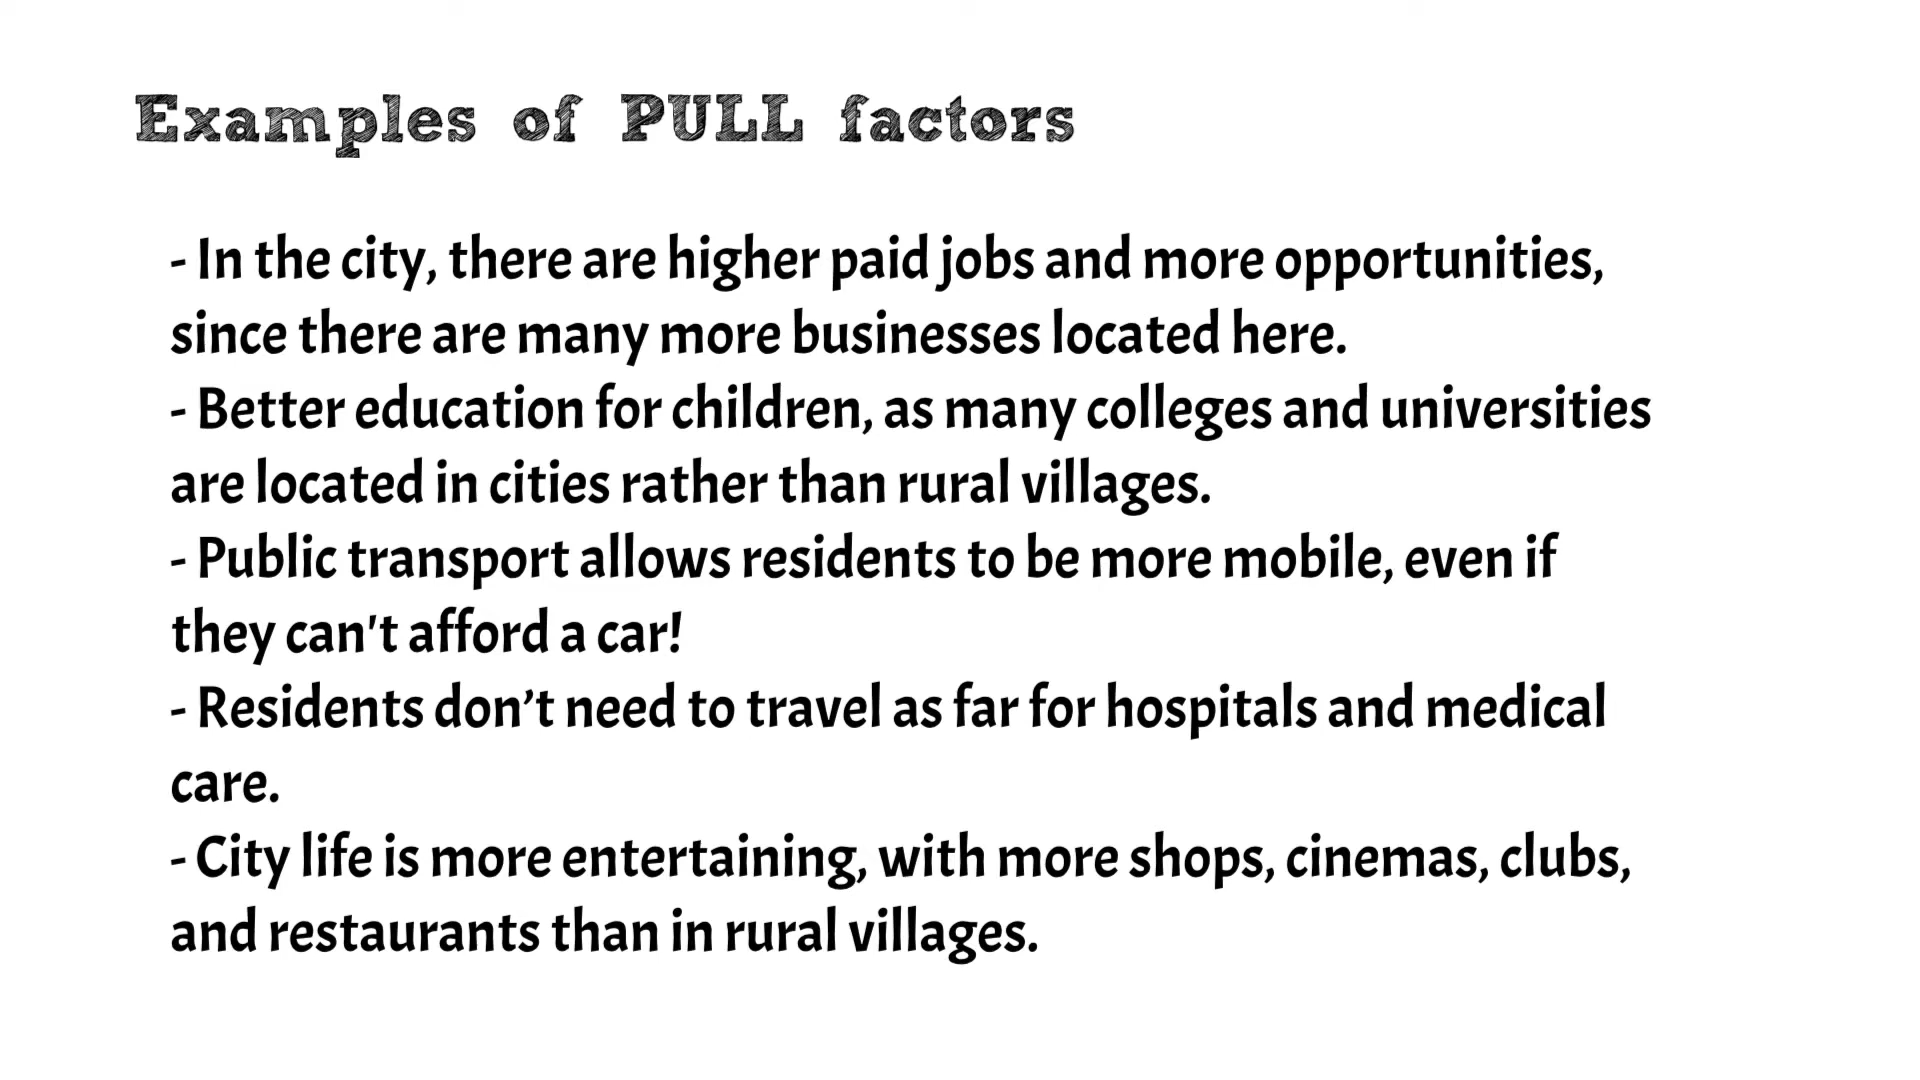 Examples of PULL factors
- In the city, there are higher paid jobs and more opportunities,
since there are many more businesses located here.
- Better education for children, as many colleges and universities
are located in cities rather than rural villages.
- Public transport allows residents to be more mobile, even if
they can't afford a car!
- Residents don’t need to travel as far for hospitals and medical
care.
- City life is more entertaining, with more shops, cinemas, clubs,
and restaurants than in rural villages.